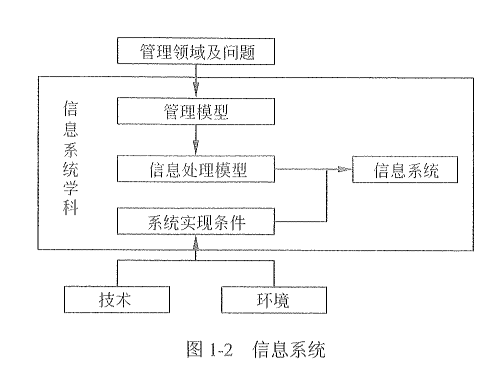 管理领域及问题
信息系统学科
管理模型
信息处理模型
信息系统
系统实现条件
技术
环境
图 1-2 信息系统